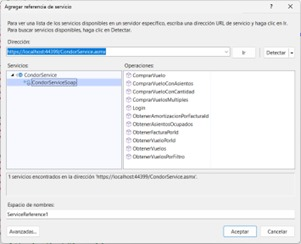 Agregar referencia de servicio
Para ver una lista de los servicios disponibles en un servidor específico, escriba una dirección URL de servicio y haga clic en Ir.
Para buscar servicios disponibles, haga clic en Detectar.
Dirección:
https://localhost:44399/CondorService.asmx
Ir
Detectar
Servicios:
Operaciones:
CondorService
CondorServiceSoap
ComprarVuelo
ComprarVueloConAsientos
ComprarVueloConCantidad
ComprarVuelosMultiples
Login
ObtenerAmortizacionPorFacturaId
ObtenerAsientosOcupados
ObtenerFacturaPorId
ObtenerVueloPorId
ObtenerVuelos
ObtenerVuelosPorFiltro
1 servicios encontrados en la dirección 'https://localhost:44399/CondorService.asmx'.
Espacio de nombres:
ServiceReference1
Avanzadas...
Aceptar
Cancelar